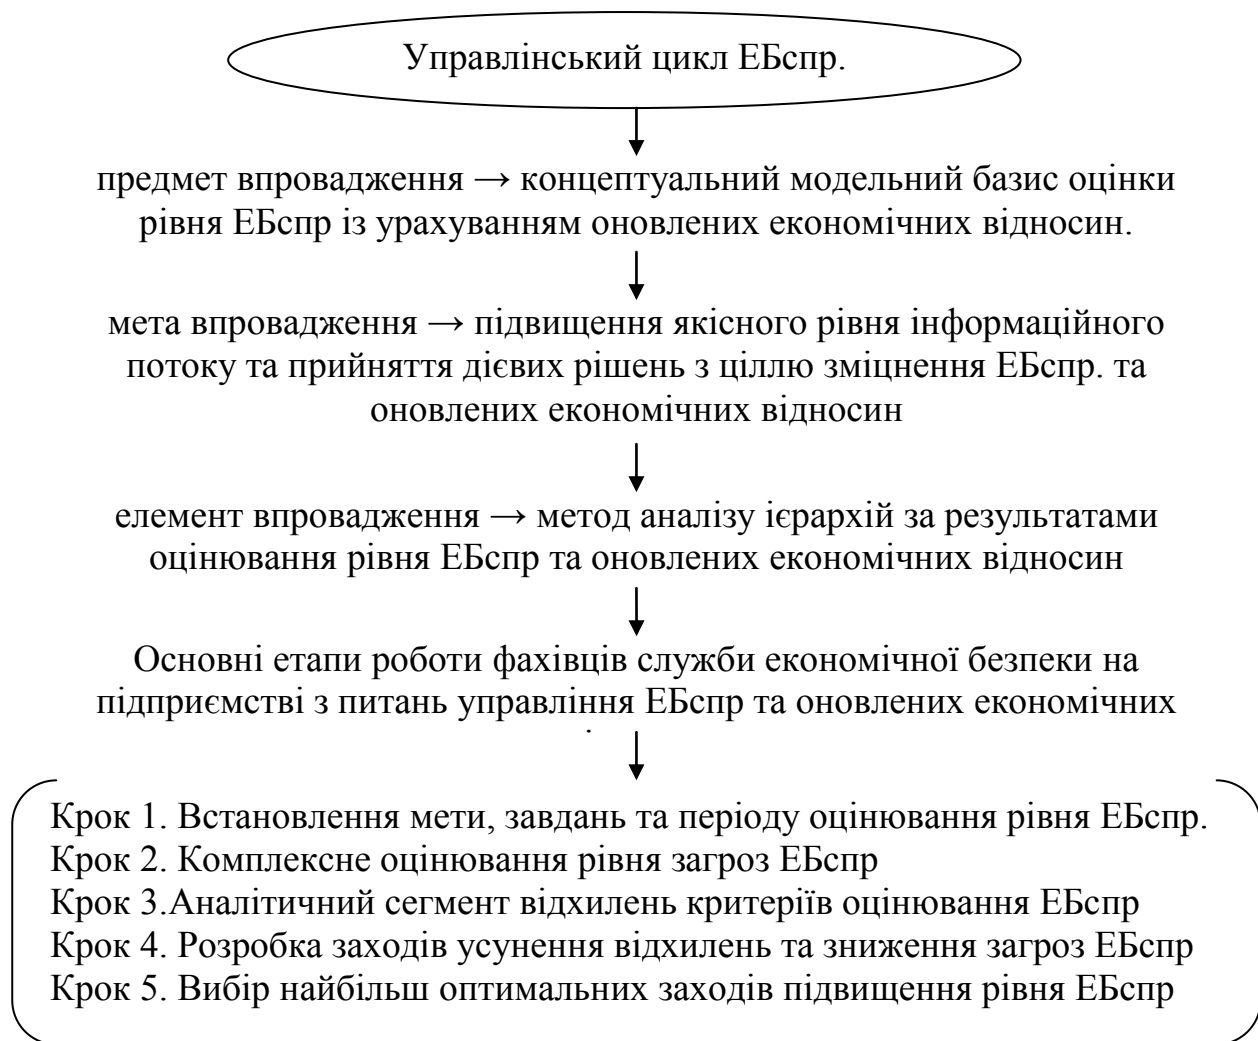 Управлінський цикл ЕБспр.
предмет впровадження → концептуальний модельний базис оцінки
рівня ЕБспр із урахуванням оновлених економічних відносин.
мета впровадження → підвищення якісного рівня інформаційного
потоку та прийняття дієвих рішень з ціллю зміцнення ЕБспр. та
оновлених економічних відносин
елемент впровадження → метод аналізу ієрархій за результатами
оцінювання рівня ЕБспр та оновлених економічних відносин
Основні етапи роботи фахівців служби економічної безпеки на
підприємстві з питань управління ЕБспр та оновлених економічних
Крок 1. Встановлення мети, завдань та періоду оцінювання рівня ЕБспр.
Крок 2. Комплексне оцінювання рівня загроз ЕБспр
Крок 3.Аналітичний сегмент відхилень критеріїв оцінювання ЕБспр
Крок 4. Розробка заходів усунення відхилень та зниження загроз ЕБспр
Крок 5. Вибір найбільш оптимальних заходів підвищення рівня ЕБспр